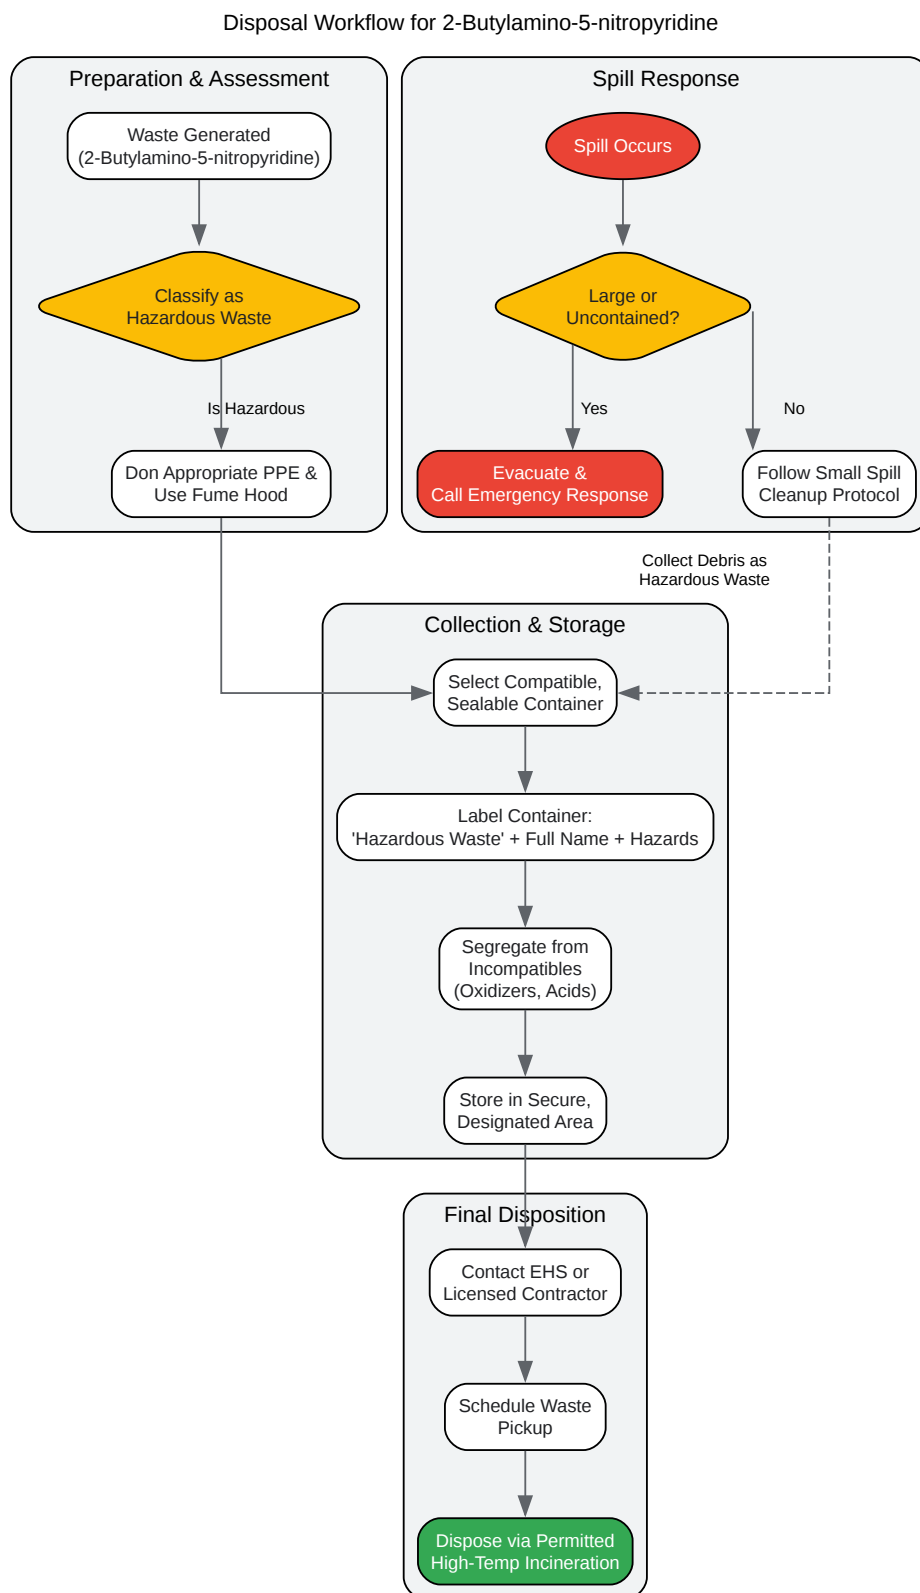 Disposal Workflow for 2-Butylamino-5-nitropyridine
Preparation & Assessment
Waste Generated
(2-Butylamino-5-nitropyridine)
Classify as
Hazardous Waste
Is Hazardous
Don Appropriate PPE &
Use Fume Hood
Spill Response
Spill Occurs
Large or
Uncontained?
Yes
No
Evacuate &
Call Emergency Response
Follow Small Spill
Cleanup Protocol
Collect Debris as
Hazardous Waste
Collection & Storage
Select Compatible,
Sealable Container
Label Container:
'Hazardous Waste' + Full Name + Hazards
Segregate from
Incompatibles
(Oxidizers, Acids)
Store in Secure,
Designated Area
Final Disposition
Contact EHS or
Licensed Contractor
Schedule Waste
Pickup
Dispose via Permitted
High-Temp Incineration